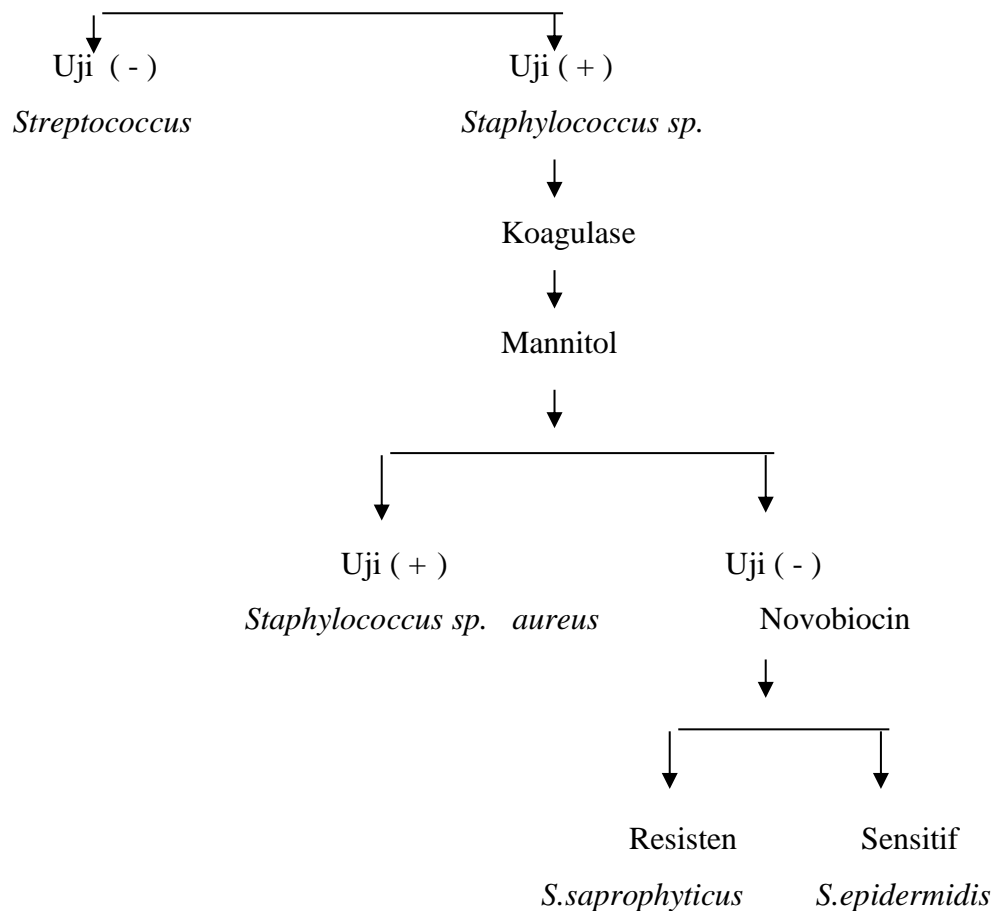 Uji ( - ) Uji ( + )
Streptococcus Staphylococcus sp.
Koagulase
Mannitol
Uji ( + ) Uji ( - )
Staphylococcus sp. aureus Novobiocin
Resisten Sensitif
S.saprophyticus S.epidermidis